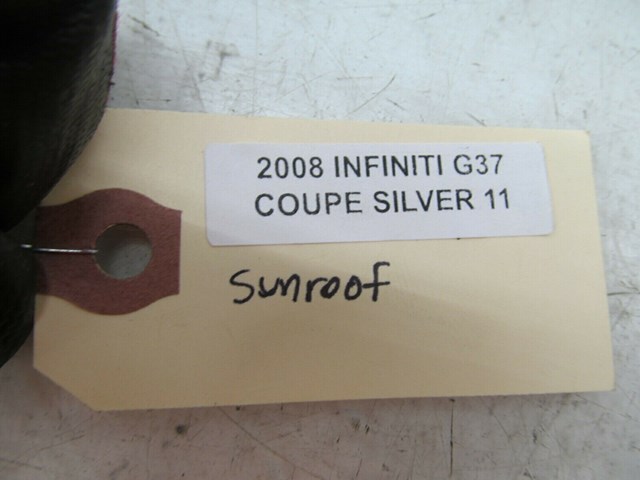 2008 INFINITI G37
COUPE SILVER 11
Sunroof